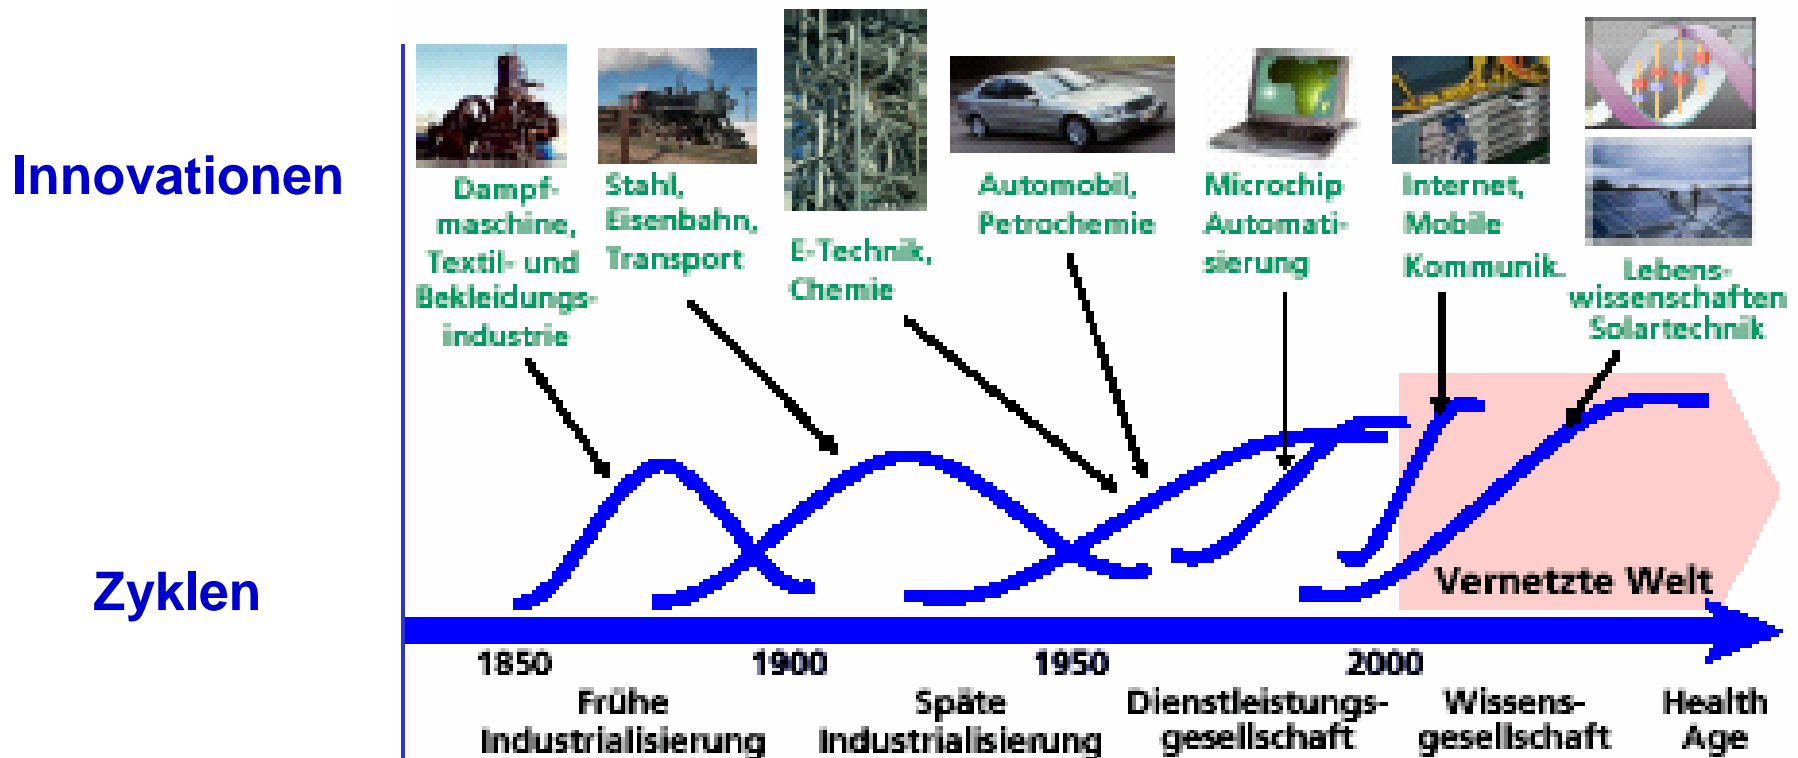 Innovationen
Dampf-
maschine,
Textil- und
Bekleidungs-
industrie
Stahl,
Eisenbahn,
Transport
E-Technik,
Chemie
Automobil,
Petrochemie
Microchip
Automati-
sierung
Internet,
Mobile
Kommunik.
Lebens-
wissenschaften
Solartechnik
Zyklen
Vernetzte Welt
1850
1900
1950
2000
Frühe
Industrialisierung
Späte
Industrialisierung
Dienstleistungs-
gesellschaft
Wissens-
gesellschaft
Health
Age